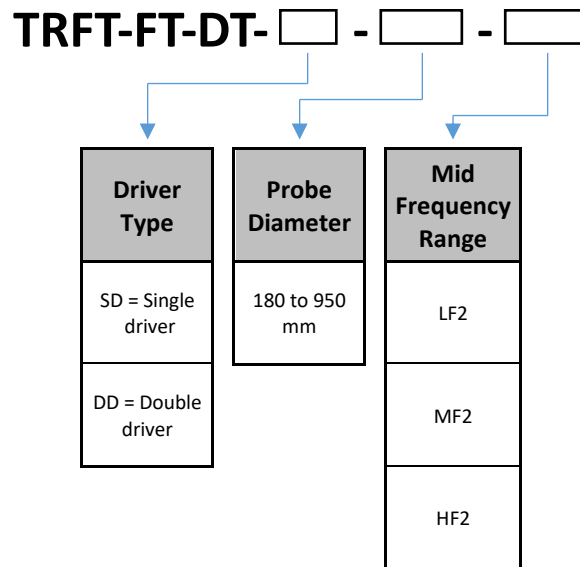 TRFT-FT-DT- - -
Driver
Type
SD = Single
driver
DD = Double
driver
Probe
Diameter
180 to 950
mm
Mid
Frequency
Range
LF2
MF2
HF2